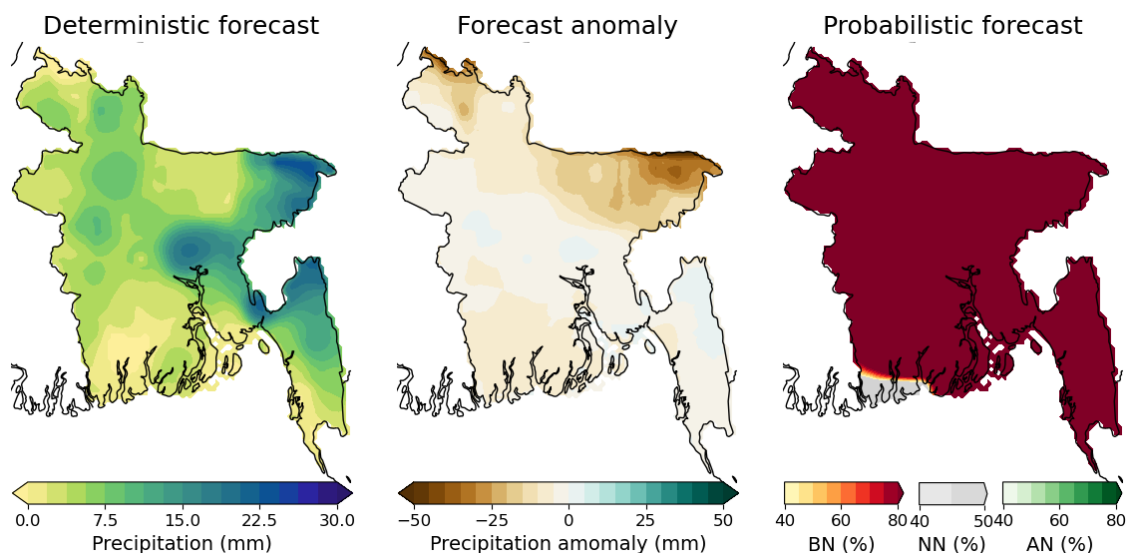 Deterministic forecast
Forecast anomaly
Probabilistic forecast
0.0 7.5 15.0 22.5 30.0
Precipitation (mm)
−50 −25 0 25 50
Precipitation amomaly (mm)
40 60 80
BN (%)
40 50
NN (%)
40 60 80
AN (%)